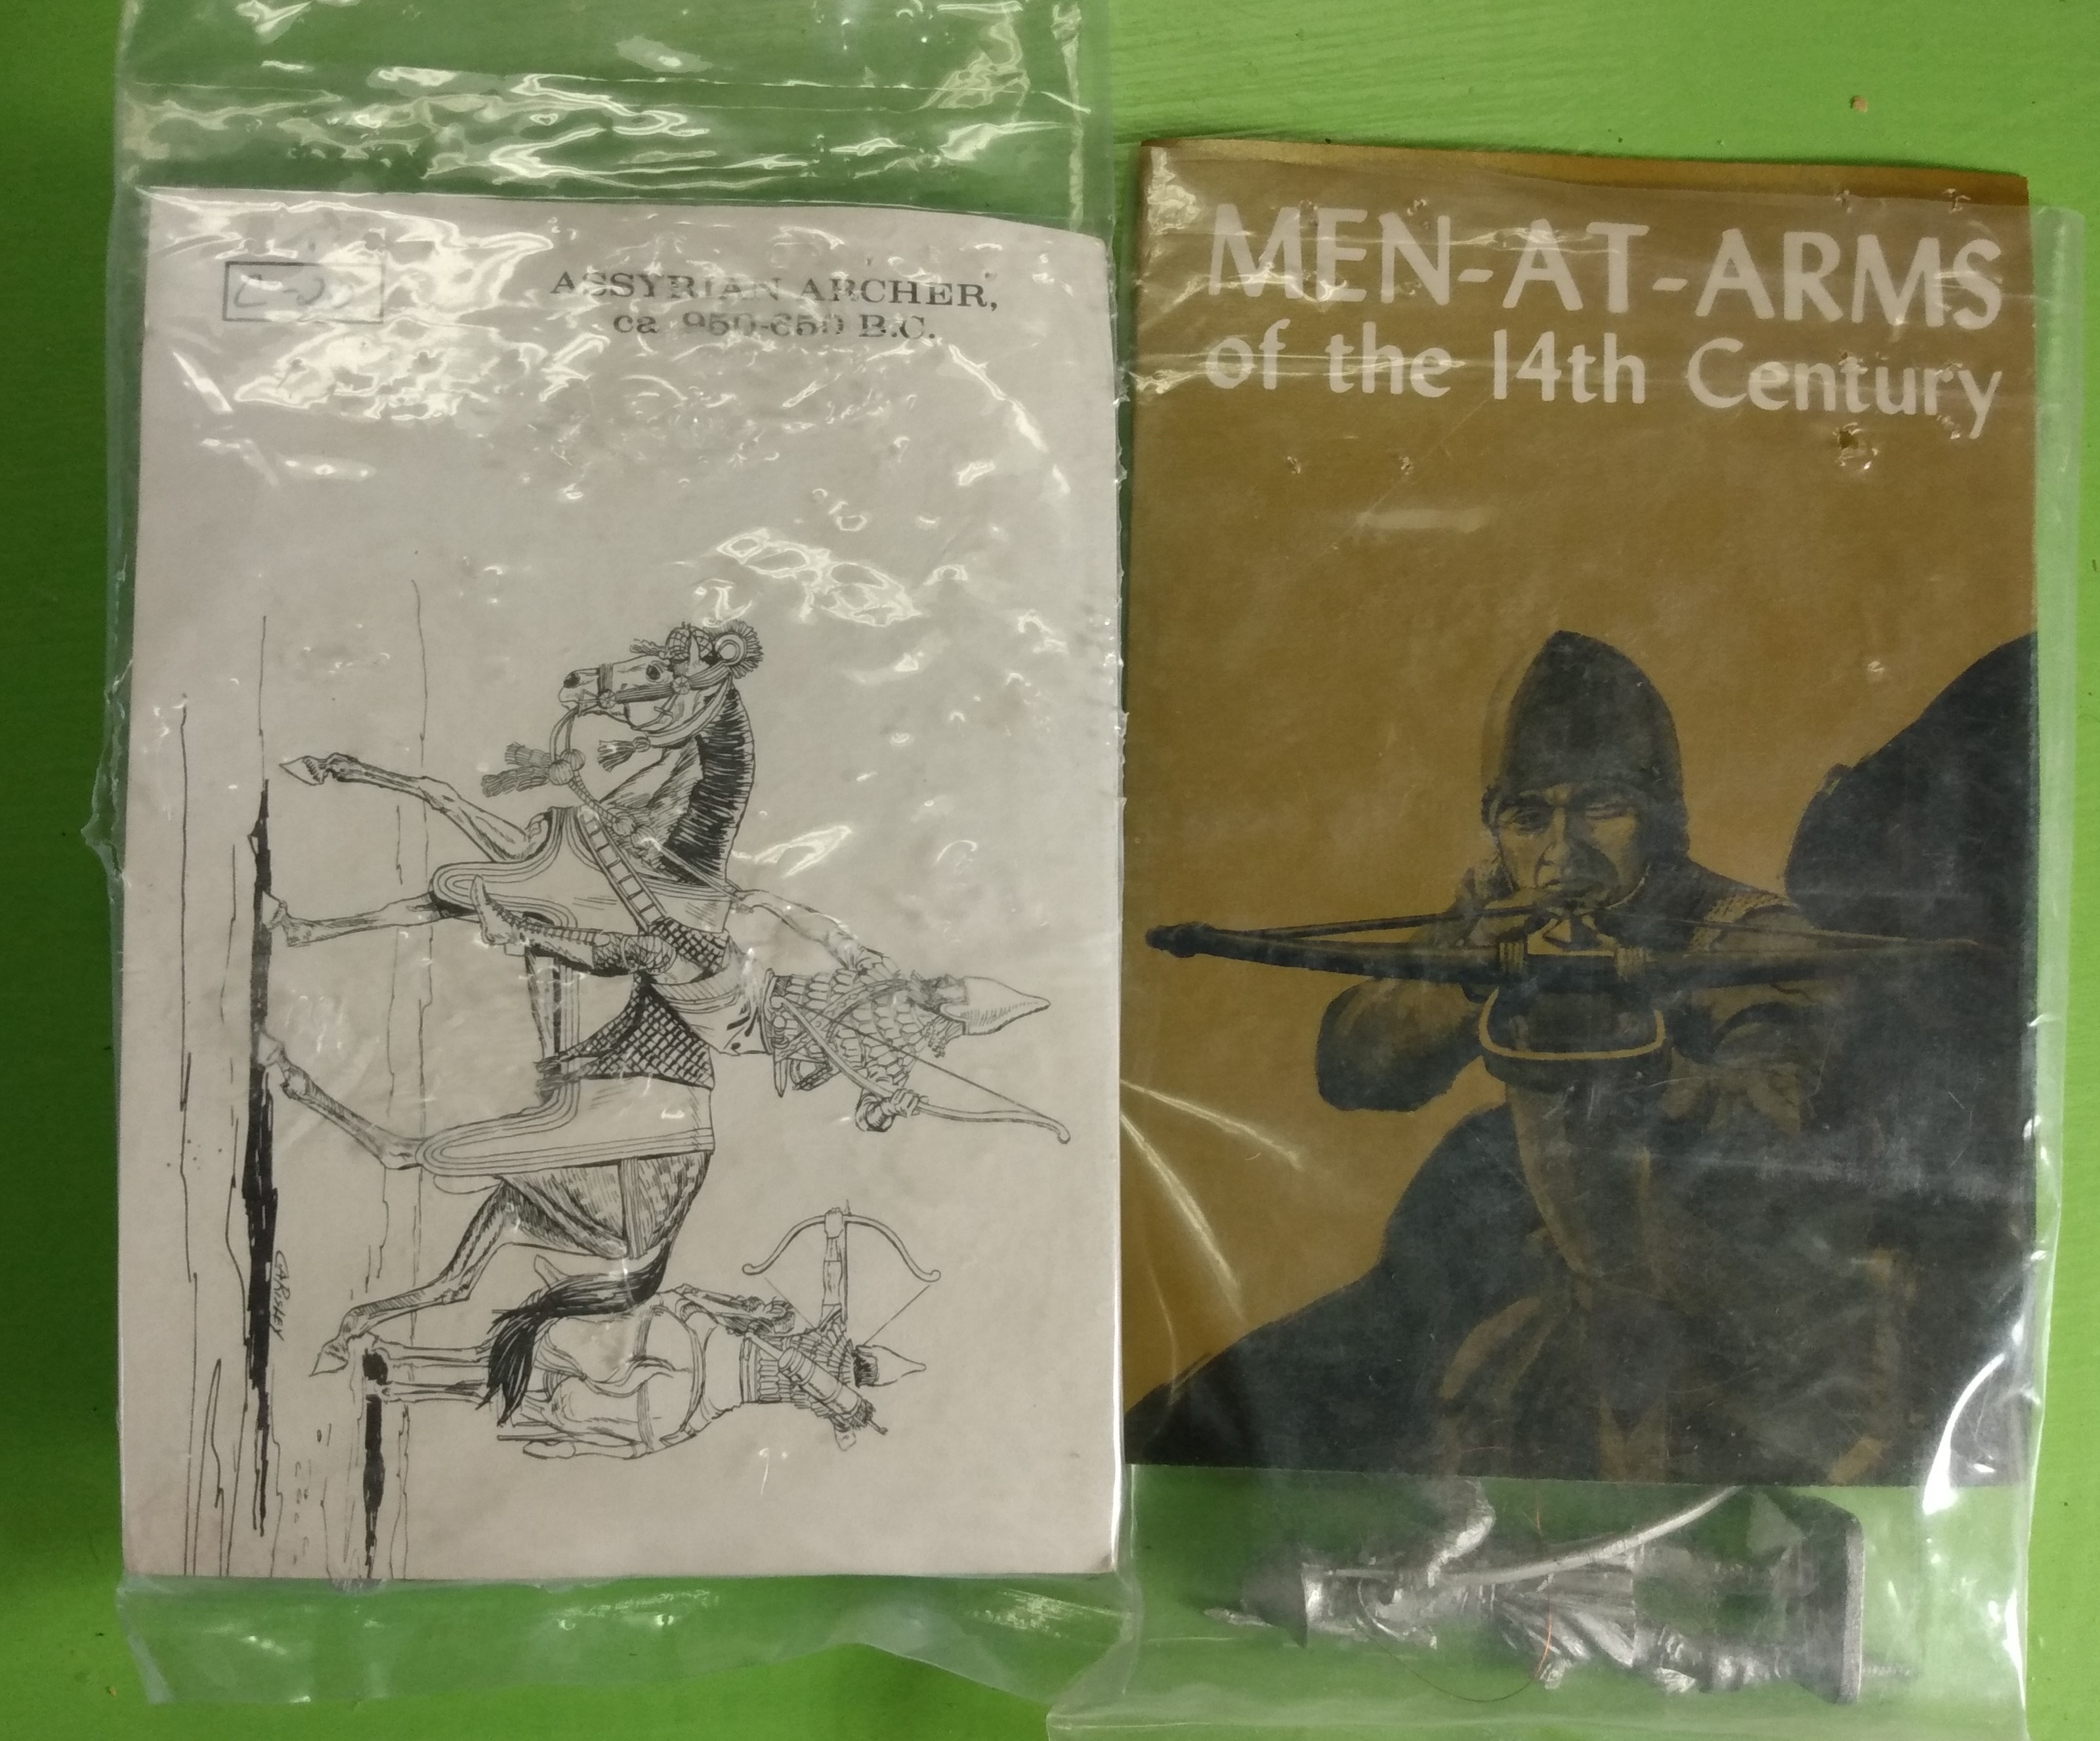 ASSYRIAN ARCHER,
ca 950-650 B.C.
MEN-AT-ARMS
of the 14th Century